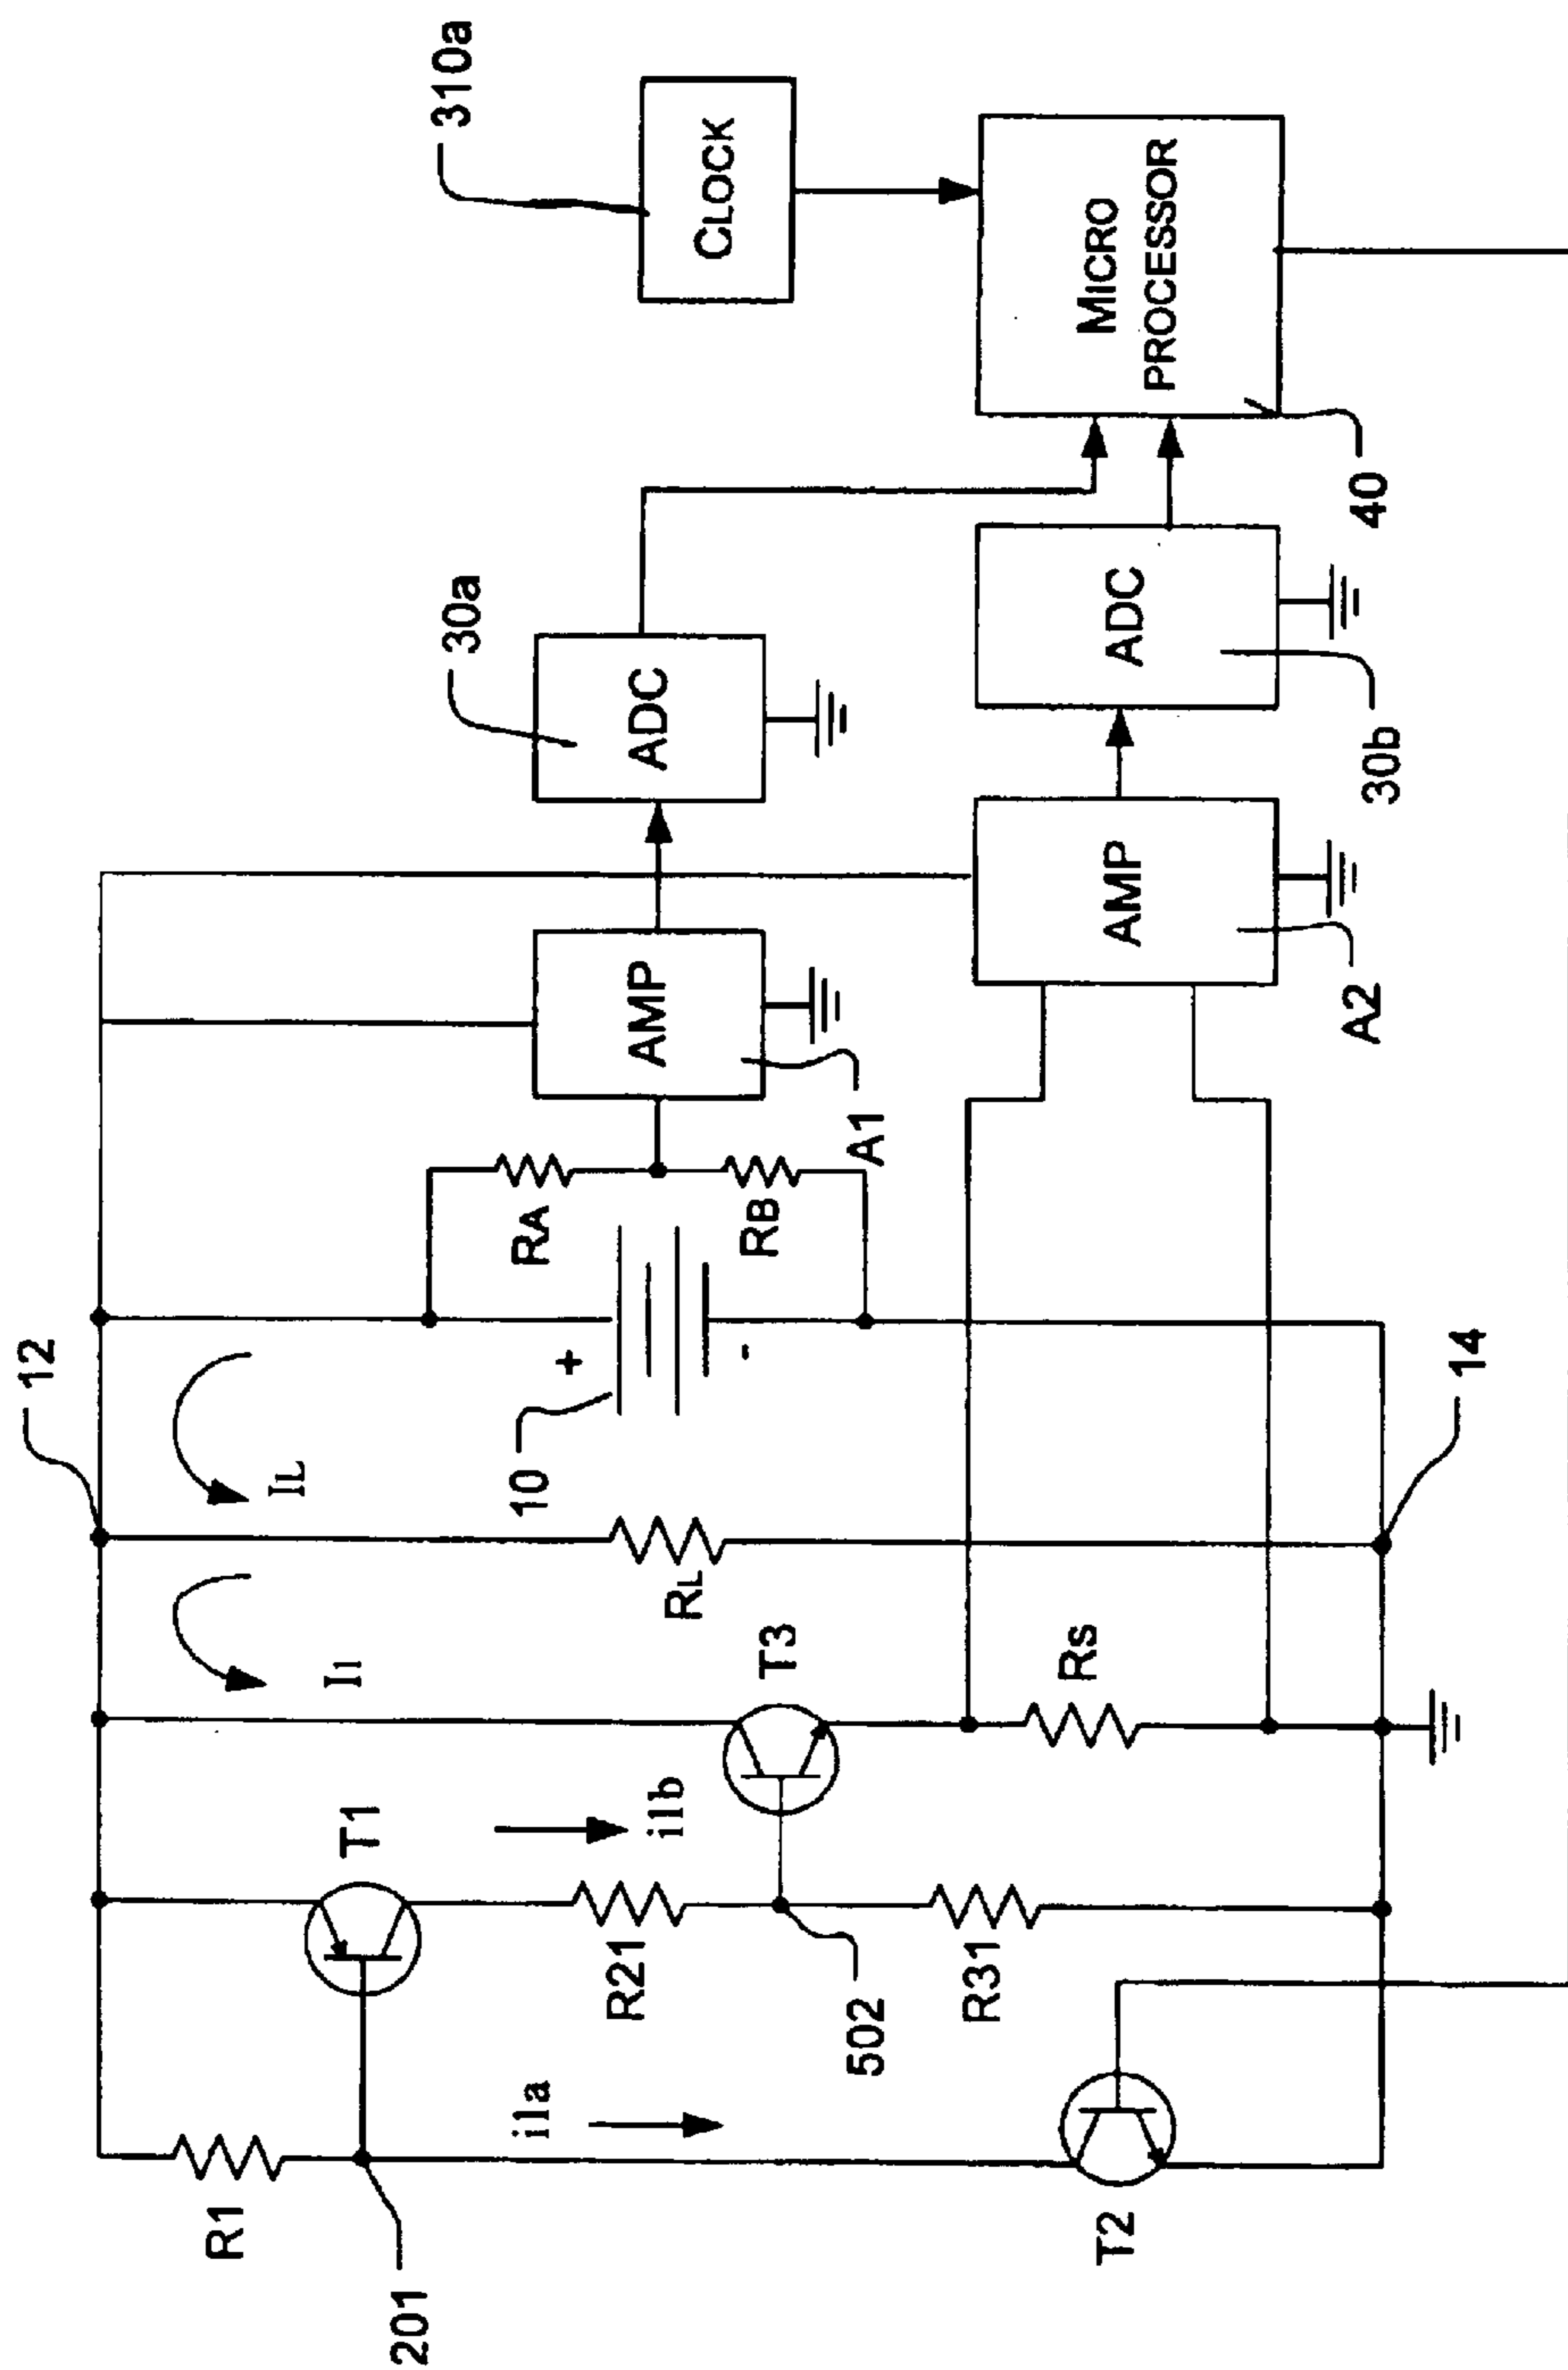 310a
CLOCK
MICRO
PROCESSOR
40
30a
ADC
ADC
30b
AMP
A1
AMP
A2
12
RA
RB
+
-
10
IL
RL
14
I1
T3
RS
T1
i1b
R21
502
R31
R1
201
i1a
T2